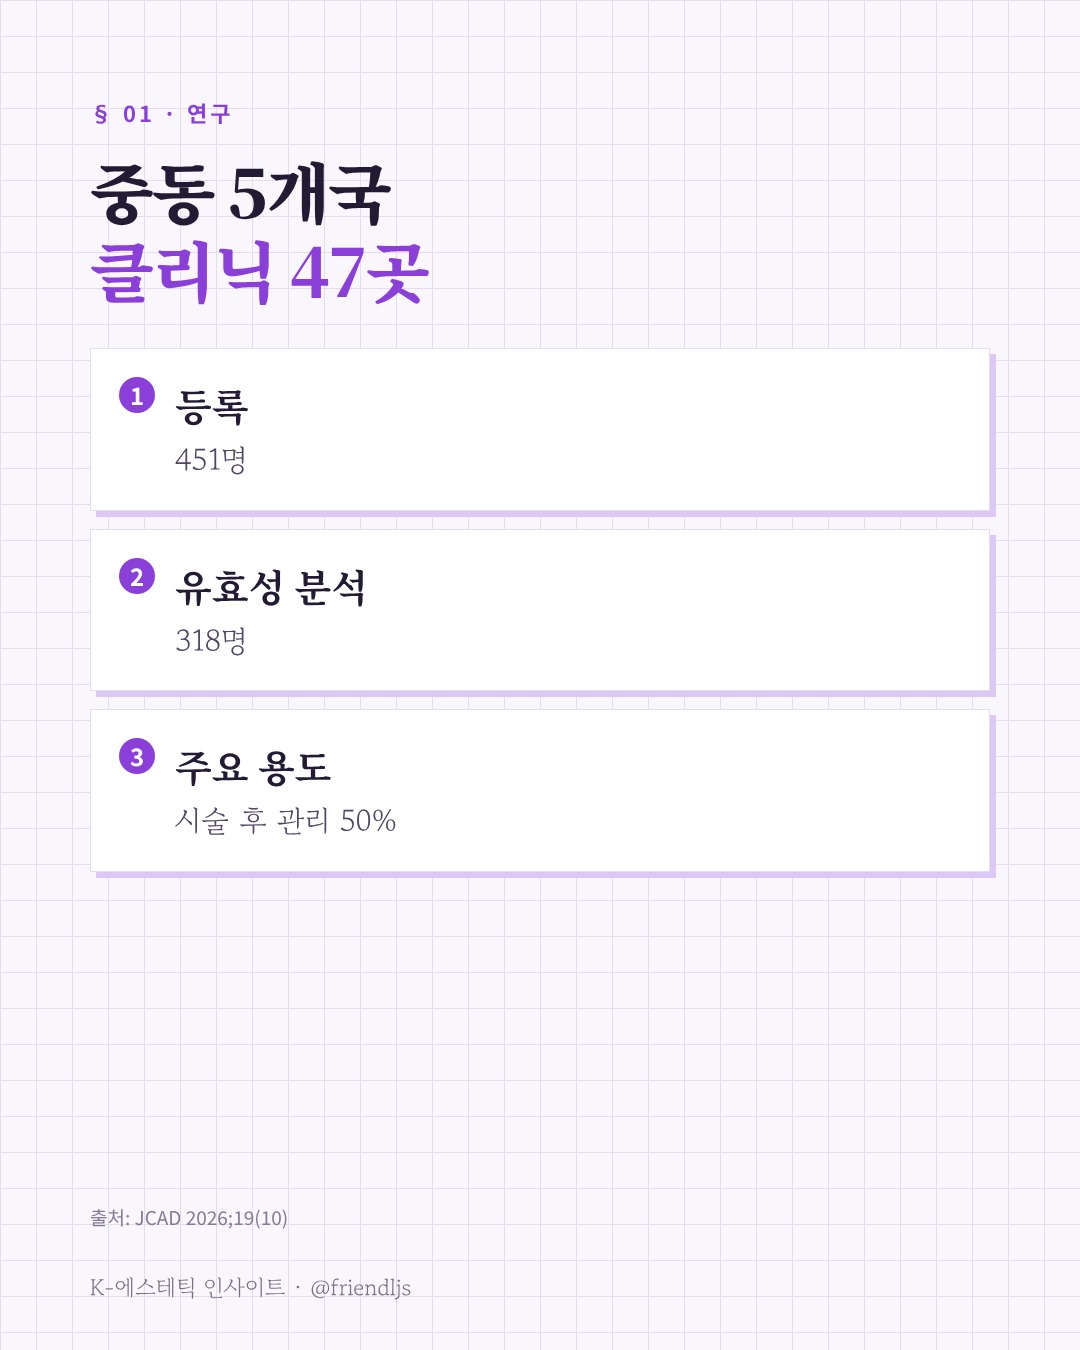 § 01 · 연구
중동 5개국
클리닉 47곳
1 등록
451명
2 유효성 분석
318명
3 주요 용도
시술 후 관리 50%
출처: JCAD 2026;19(10)
K-에스테틱 인사이트 · @friendljs